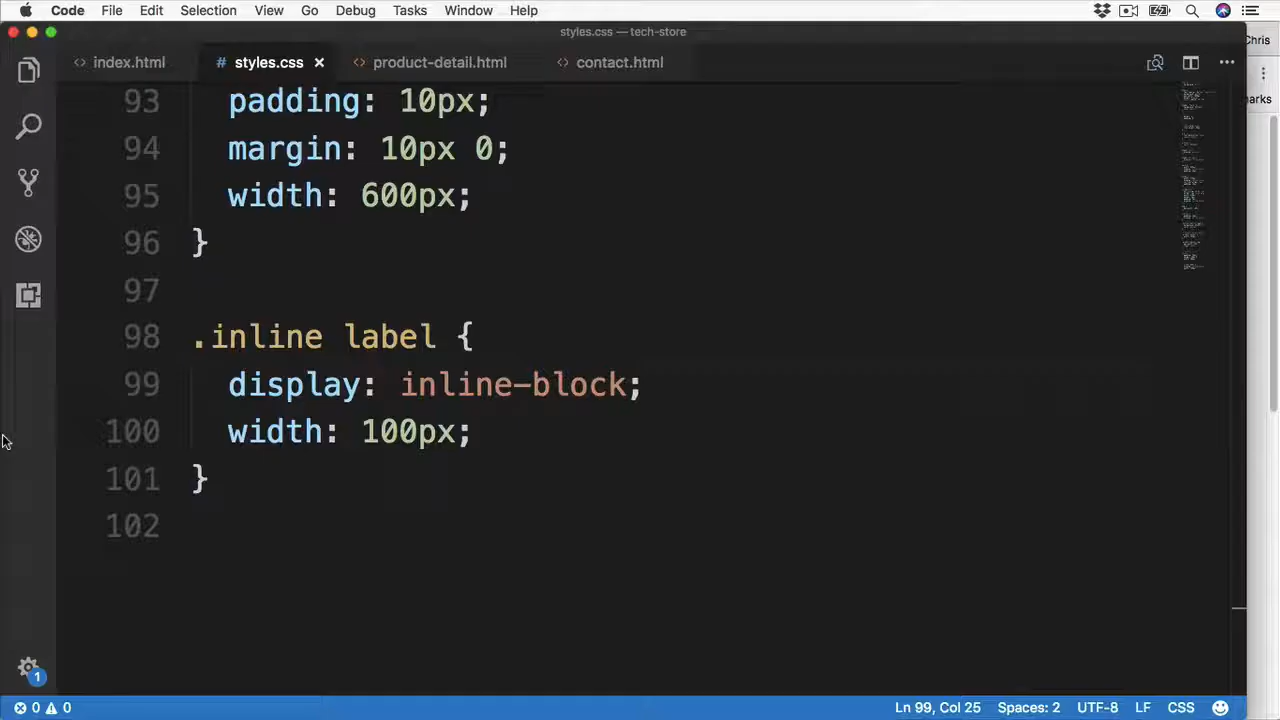 Code File Edit Selection View Go Debug Tasks Window Help
styles.css — tech-store
Chris
<> index.html # styles.css × <> product-detail.html <> contact.html
arks
93 padding: 10px;
94 margin: 10px 0;
95 width: 600px;
96 }
97
98 .inline label {
99 display: inline-block;
100 width: 100px;
101 }
102
1
0 0 Ln 99, Col 25 Spaces: 2 UTF-8 LF CSS